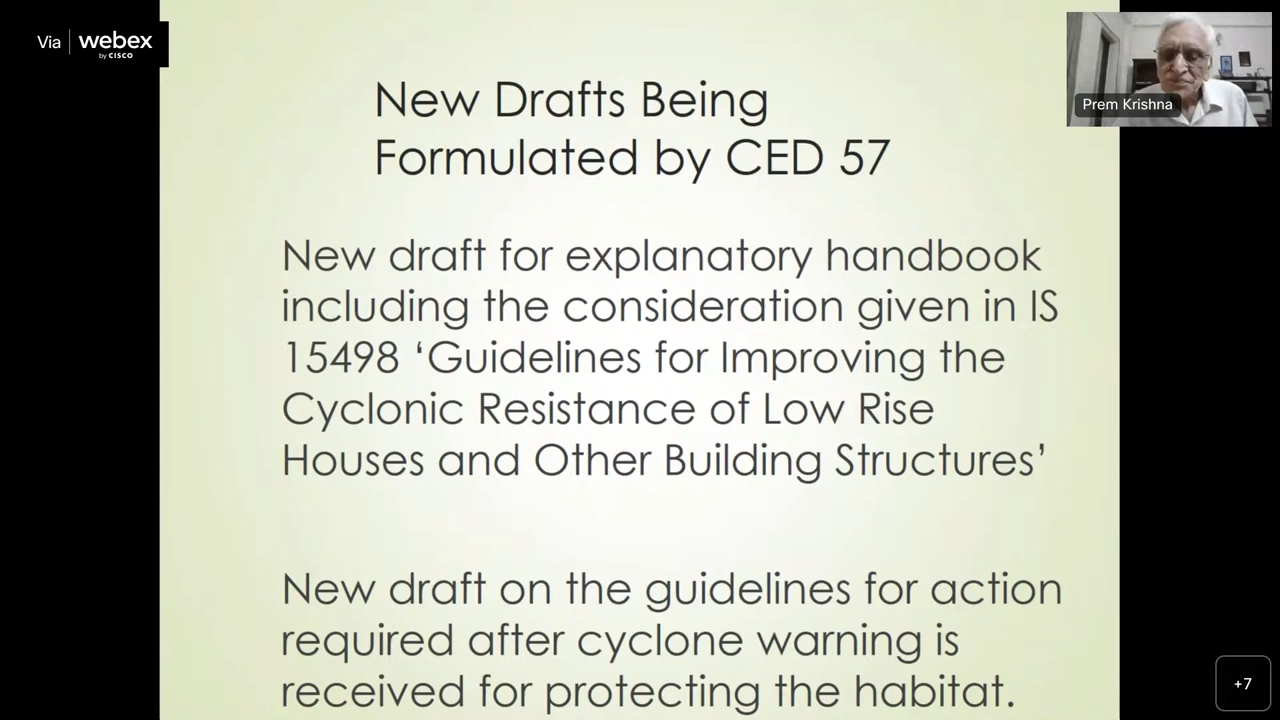 Via webex
by CISCO
Prem Krishna
New Drafts Being
Formulated by CED 57
New draft for explanatory handbook
including the consideration given in IS
15498 ‘Guidelines for Improving the
Cyclonic Resistance of Low Rise
Houses and Other Building Structures’
New draft on the guidelines for action
required after cyclone warning is
received for protecting the habitat.
+7